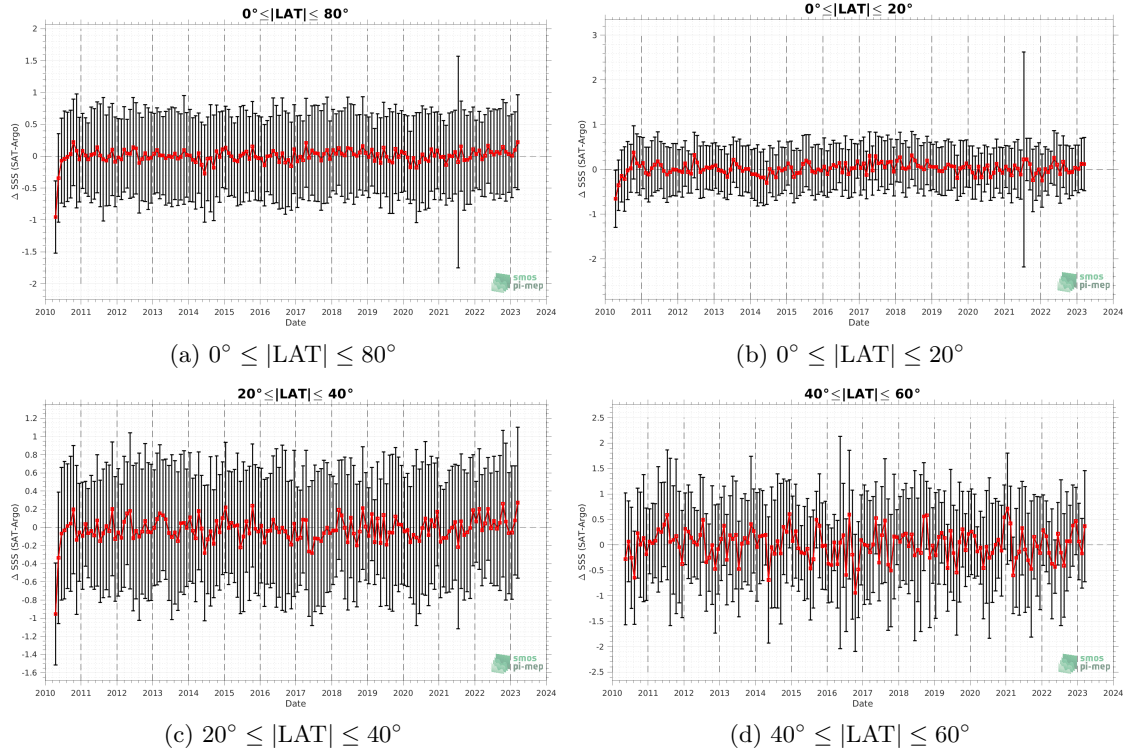 0°≤|LAT|≤ 80°
Δ SSS (SAT-Argo)
2
1.5
1
0.5
0
-0.5
-1
-1.5
-2
2010 2011 2012 2013 2014 2015 2016 2017 2018 2019 2020 2021 2022 2023 2024
Date
smos
pi-mep
(a) 0° ≤ |LAT| ≤ 80°
0°≤|LAT|≤ 20°
Δ SSS (SAT-Argo)
3
2
1
0
-1
-2
2010 2011 2012 2013 2014 2015 2016 2017 2018 2019 2020 2021 2022 2023 2024
Date
smos
pi-mep
(b) 0° ≤ |LAT| ≤ 20°
20°≤|LAT|≤ 40°
Δ SSS (SAT-Argo)
1.2
1
0.8
0.6
0.4
0.2
0
-0.2
-0.4
-0.6
-0.8
-1
-1.2
-1.4
-1.6
2010 2011 2012 2013 2014 2015 2016 2017 2018 2019 2020 2021 2022 2023 2024
Date
smos
pi-mep
(c) 20° ≤ |LAT| ≤ 40°
40°≤|LAT|≤ 60°
Δ SSS (SAT-Argo)
2.5
2
1.5
1
0.5
0
-0.5
-1
-1.5
-2
-2.5
2010 2011 2012 2013 2014 2015 2016 2017 2018 2019 2020 2021 2022 2023 2024
Date
smos
pi-mep
(d) 40° ≤ |LAT| ≤ 60°